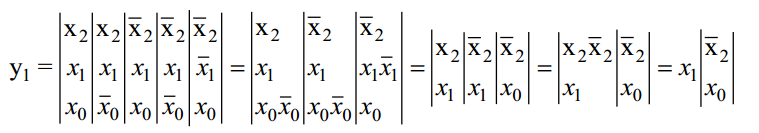 |x₂|x₂|x̅₂|x̅₂|x̅₂| |x₂ |x̅₂ |x̅₂ | |x₂|x̅₂|x̅₂| |x₂x̅₂|x̅₂| |x̅₂|
y₁ = |x₁|x₁|x₁|x₁|x̅₁| = |x₁ |x₁ |x₁x̅₁| = |x₁|x₁|x₀| = |x₁ |x₀| = x₁|x₀|
|x₀|x̅₀|x₀|x̅₀|x₀| |x₀x̅₀|x₀x̅₀|x₀ |